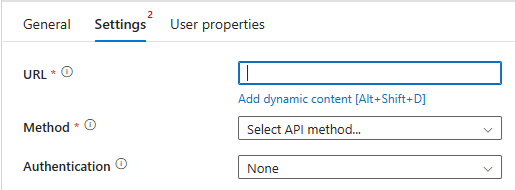 General Settings 2 User properties
URL *
Add dynamic content [Alt+Shift+D]
Method * Select API method...
Authentication None